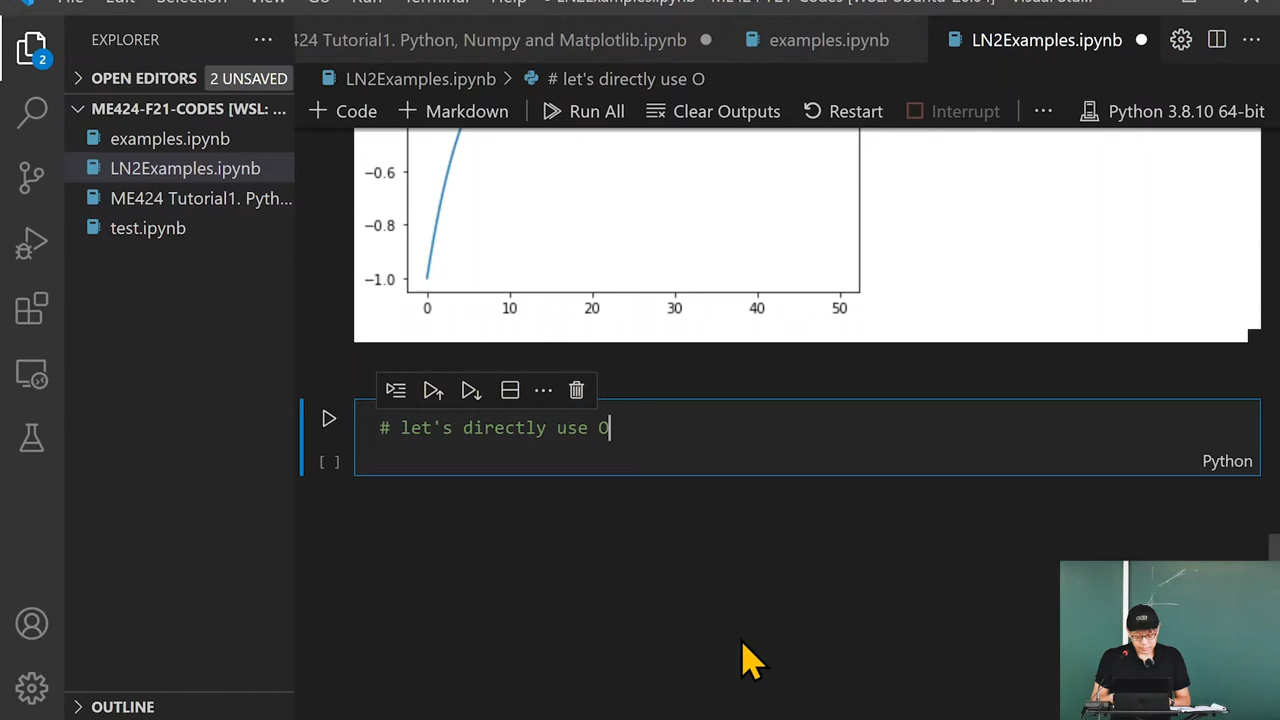 File Edit Selection View Go Run Terminal Help
EXPLORER
424 Tutorial1. Python, Numpy and Matplotlib.ipynb
examples.ipynb
LN2Examples.ipynb
OPEN EDITORS 2 UNSAVED
LN2Examples.ipynb > # let's directly use O
ME424-F21-CODES [WSL: ...
Code
Markdown
Run All
Clear Outputs
Restart
Interrupt
...
Python 3.8.10 64-bit
examples.ipynb
LN2Examples.ipynb
ME424 Tutorial1. Pyth...
test.ipynb
2
−0.6
−0.8
−1.0
0 10 20 30 40 50
# let's directly use O
[ ]
Python
OUTLINE